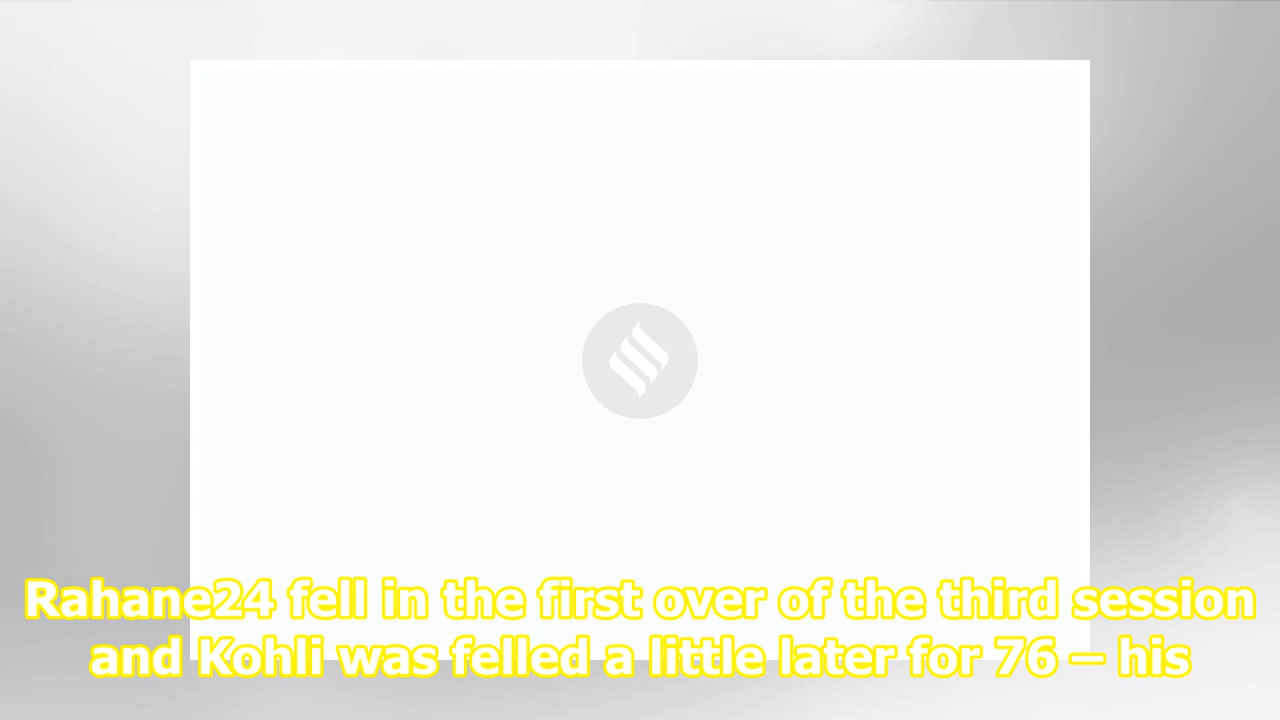 Rahane24 fell in the first over of the third session
and Kohli was felled a little later for 76 – his